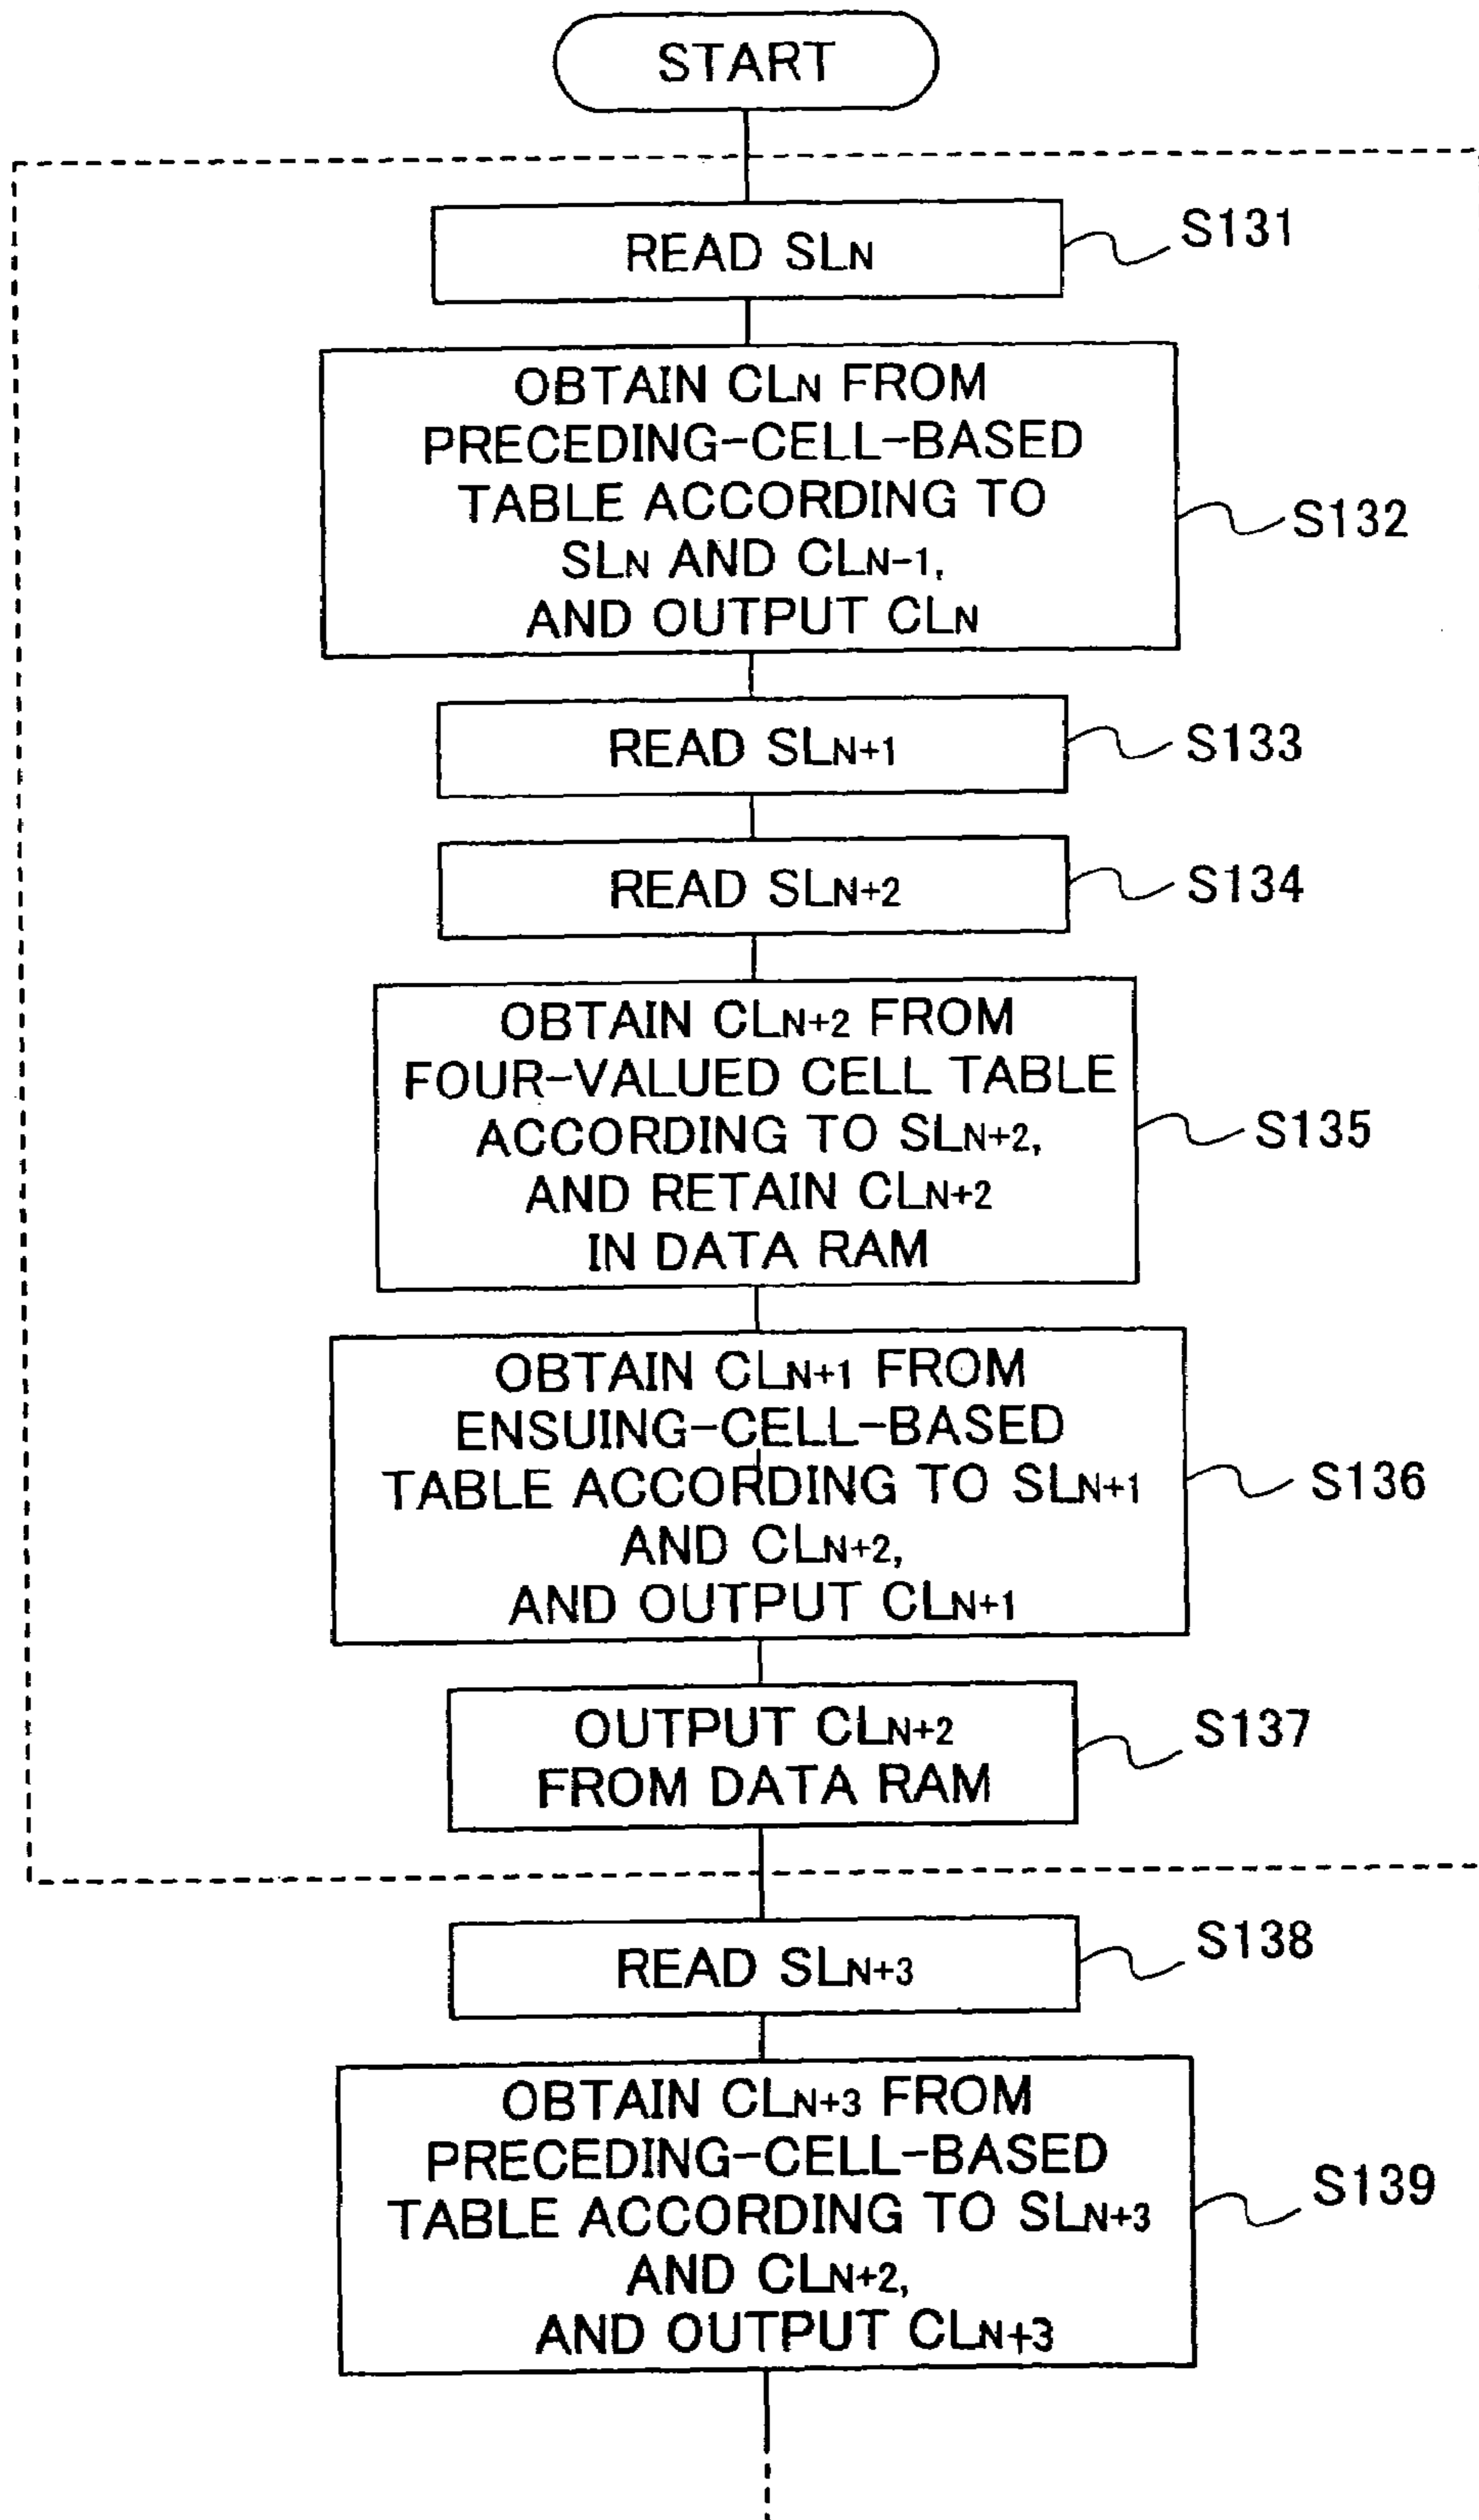 START
READ SLN
S131
OBTAIN CLN FROM
PRECEDING-CELL-BASED
TABLE ACCORDING TO
SLN AND CLN-1,
AND OUTPUT CLN
S132
READ SLN+1
S133
READ SLN+2
S134
OBTAIN CLN+2 FROM
FOUR-VALUED CELL TABLE
ACCORDING TO SLN+2,
AND RETAIN CLN+2
IN DATA RAM
S135
OBTAIN CLN+1 FROM
ENSUING-CELL-BASED
TABLE ACCORDING TO SLN+1
AND CLN+2,
AND OUTPUT CLN+1
S136
OUTPUT CLN+2
FROM DATA RAM
S137
READ SLN+3
S138
OBTAIN CLN+3 FROM
PRECEDING-CELL-BASED
TABLE ACCORDING TO SLN+3
AND CLN+2,
AND OUTPUT CLN+3
S139